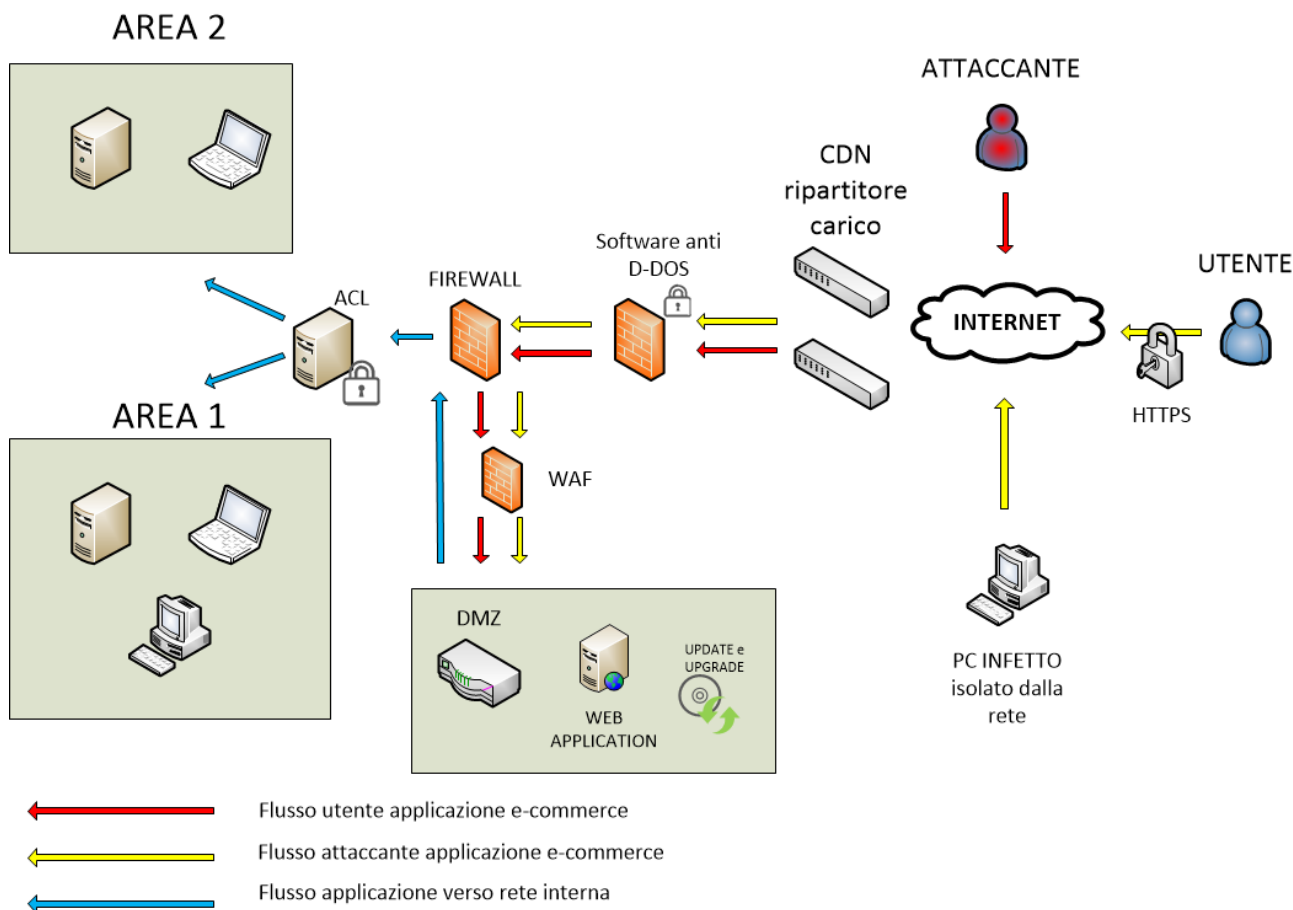 AREA 2
ATTACCANTE
CDN
ripartitore
carico
Software anti
D-DOS
UTENTE
FIREWALL
ACL
INTERNET
HTTPS
AREA 1
WAF
DMZ
UPDATE e
UPGRADE
WEB
APPLICATION
PC INFETTO
isolato dalla
rete
Flusso utente applicazione e-commerce
Flusso attaccante applicazione e-commerce
Flusso applicazione verso rete interna